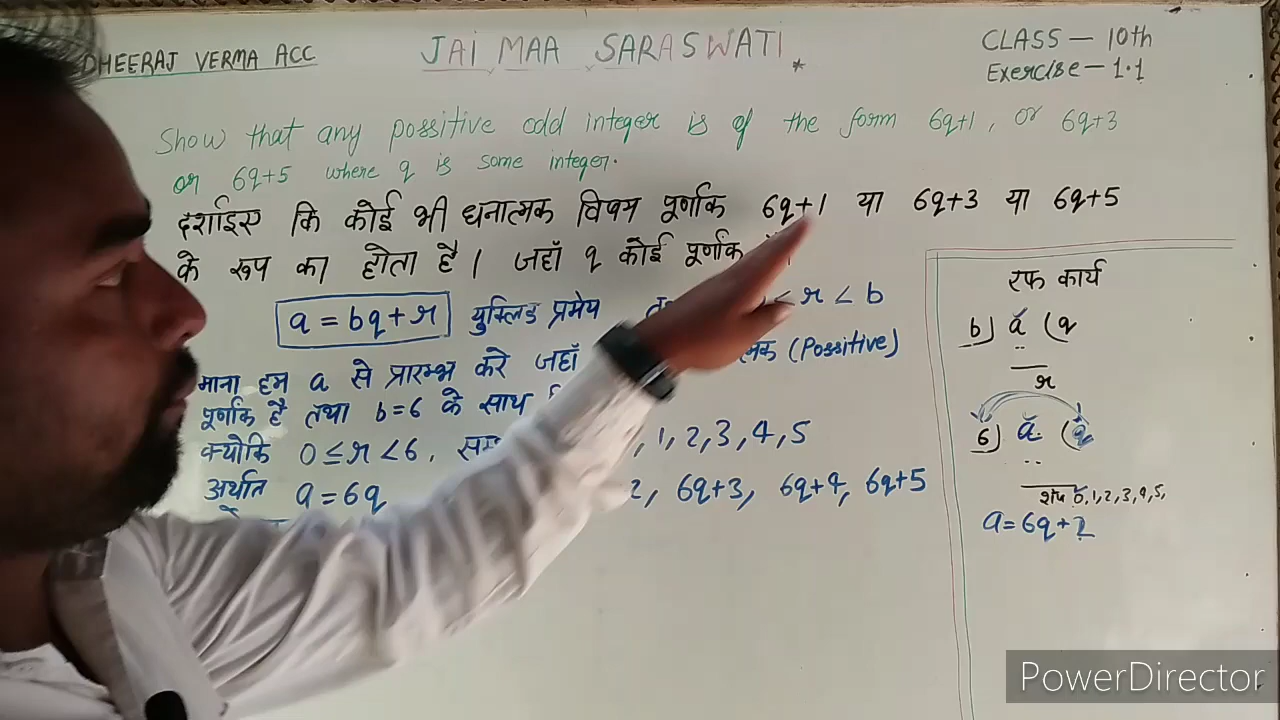 DHEERAJ VERMA ACC
JAI MAA SARASWATI
CLASS — 10th
Exercise — 1.1
Show that any possitive odd integer is of the form 6q+1, or 6q+3
or 6q+5 where q is some integer.
दर्शाइए कि कोई भी धनात्मक विषम पूर्णांक 6q+1 या 6q+3 या 6q+5
के रूप का होता है। जहाँ q कोई पूर्णांक
a = bq + r युक्लिड प्रमेय < r < b
माना हम a से प्रारम्भ करे जहाँ (Possitive)
पूर्णांक है तथा b=6 के साथ
क्योकि 0 ≤ r < 6, 1, 2, 3, 4, 5
अर्थात a = 6q 2, 6q+3, 6q+4, 6q+5
रफ कार्य
b) a (q
r
6) a (q
शेष 0,1,2,3,4,5,
a = 6q + 2
PowerDirector